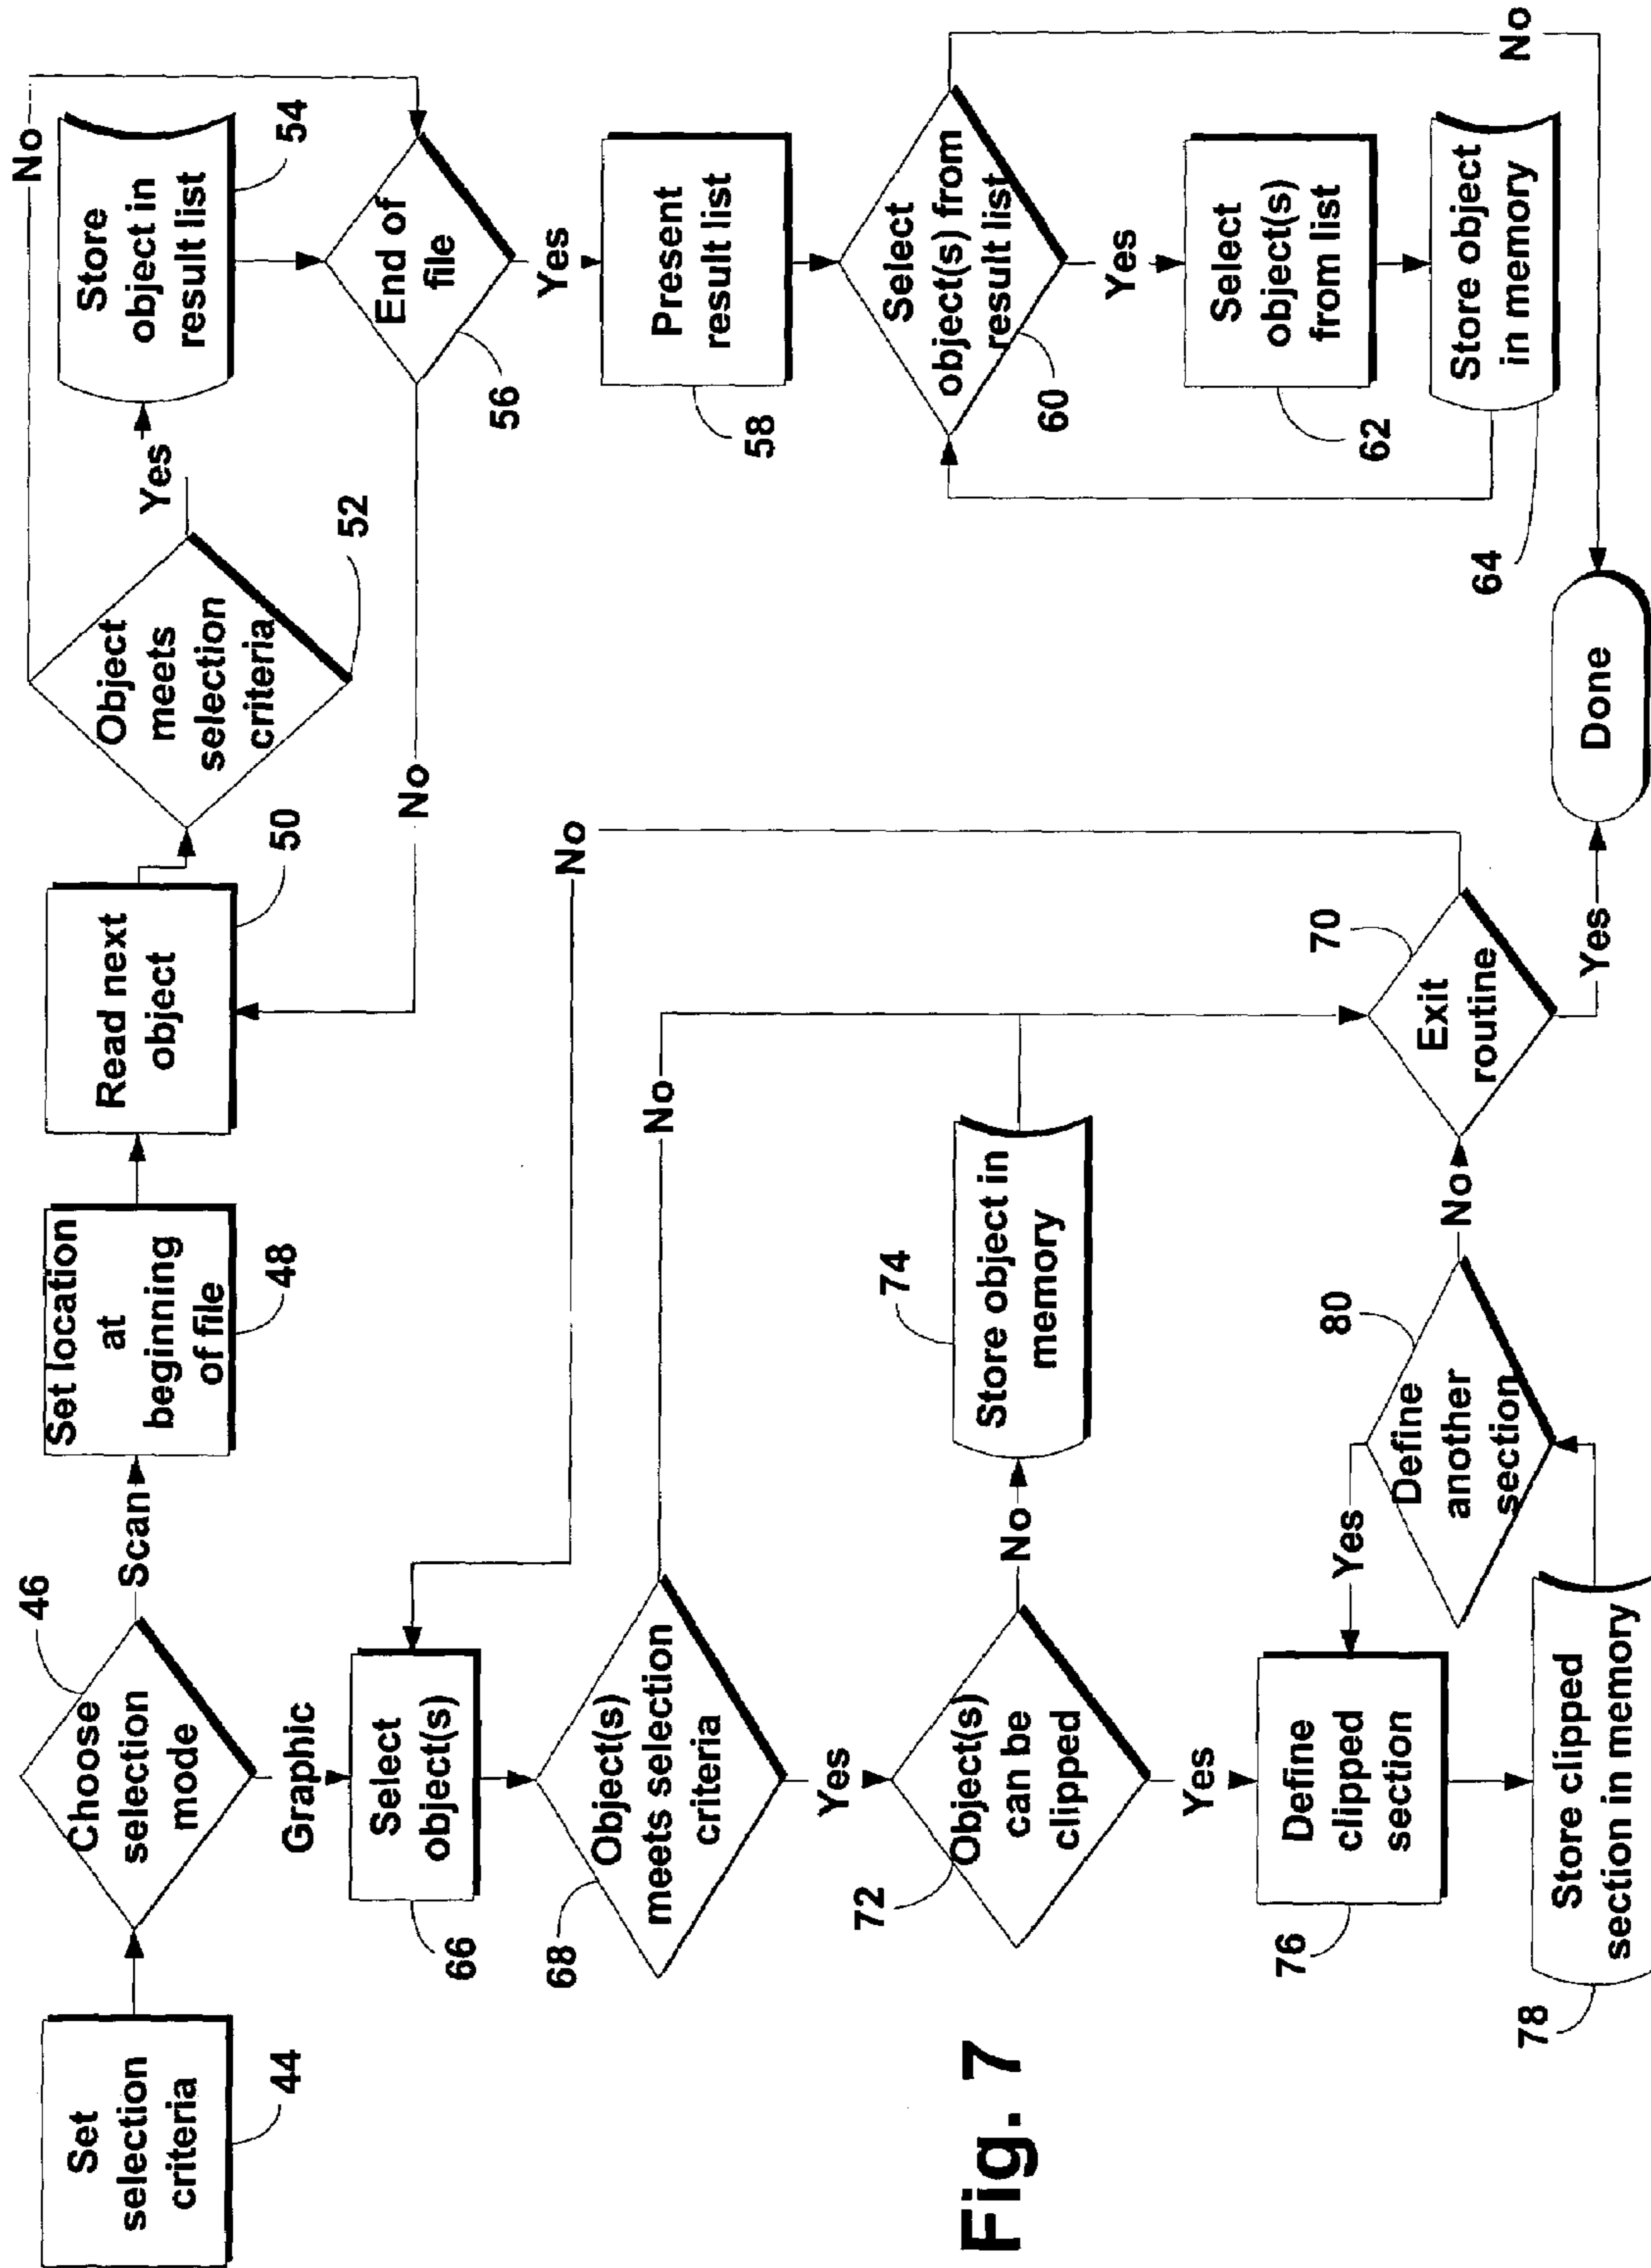 Set
selection
criteria
44
Choose
selection
mode
46
Scan
Set location
at
beginning
of file
48
Read next
object
50
Object
meets
selection
criteria
52
Yes
No
Store
object in
result list
54
End of
file
56
No
Yes
Present
result list
58
Select
object(s) from
result list
60
No
Yes
Select
object(s)
from list
62
Store object
in memory
64
Graphic
Select
object(s)
66
Object(s)
meets selection
criteria
68
No
Yes
Object(s)
can be
clipped
72
No
Store object in
memory
74
Yes
Define
clipped
section
76
Store clipped
section in memory
78
Define
another
section
80
Yes
No
Exit
routine
70
No
Yes
Done
Fig. 7